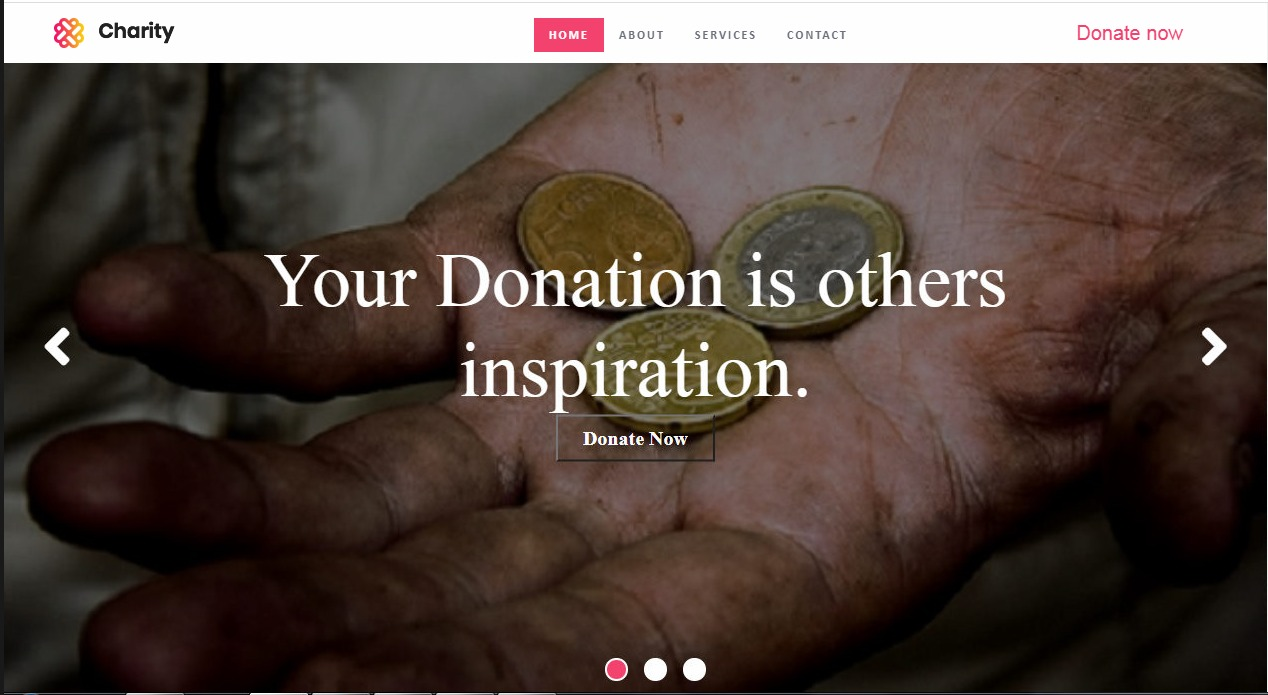 Charity
HOME ABOUT SERVICES CONTACT
Donate now
Your Donation is others
inspiration.
Donate Now